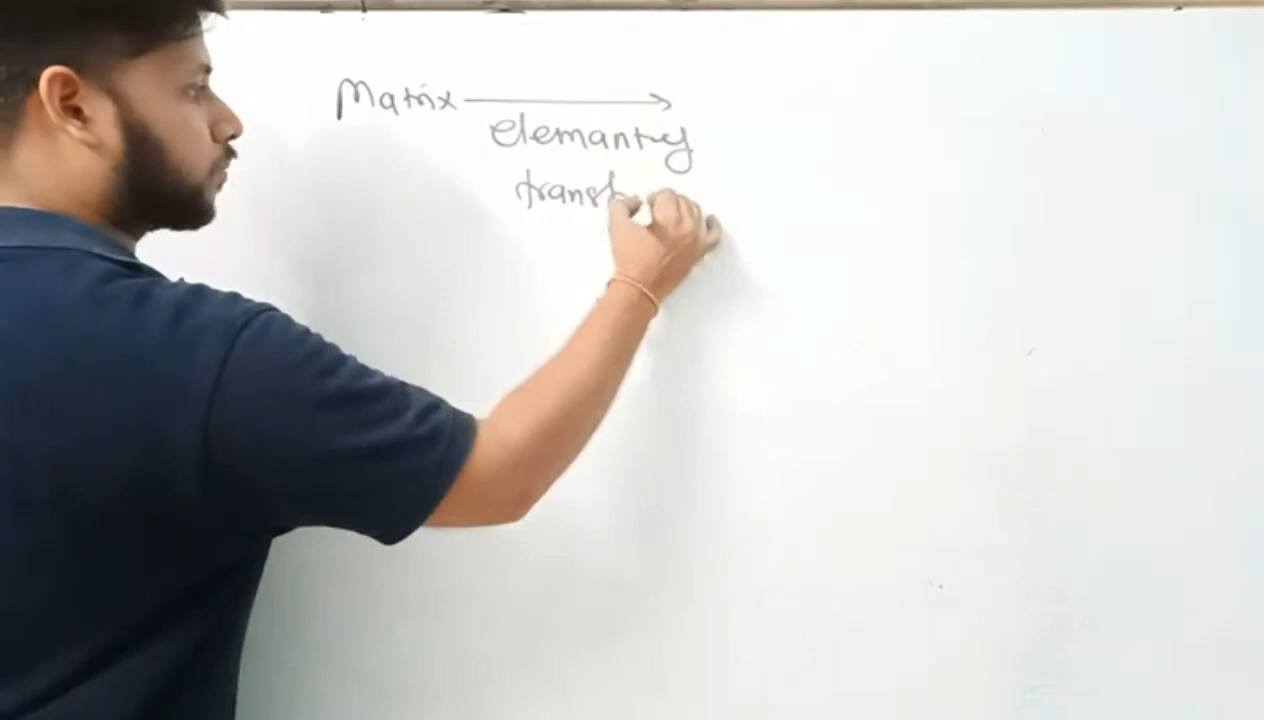 Matrix →
elemantry
transf